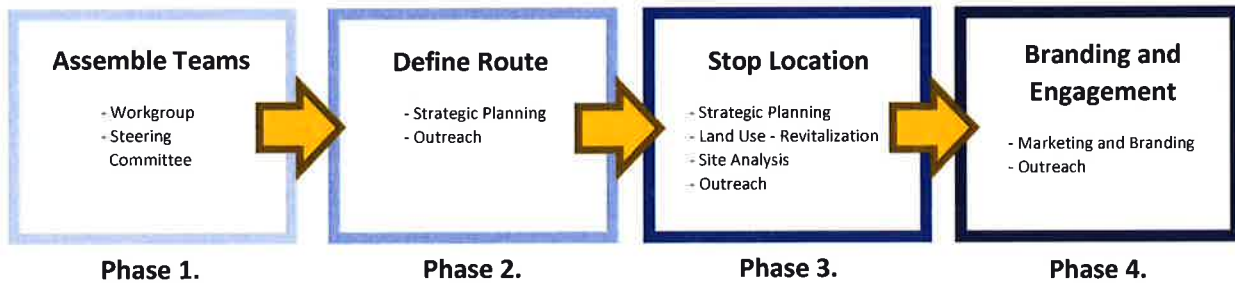 Assemble Teams
- Workgroup
- Steering
Committee
Phase 1.
Define Route
- Strategic Planning
- Outreach
Phase 2.
Stop Location
- Strategic Planning
- Land Use - Revitalization
- Site Analysis
- Outreach
Phase 3.
Branding and
Engagement
- Marketing and Branding
- Outreach
Phase 4.